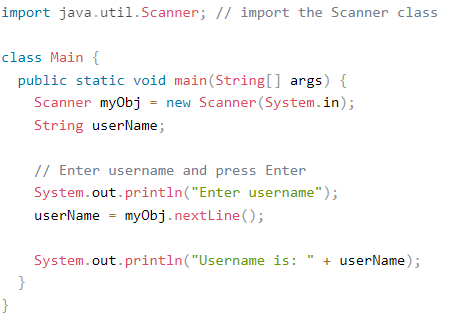 import java.util.Scanner; // import the Scanner class

class Main {
  public static void main(String[] args) {
    Scanner myObj = new Scanner(System.in);
    String userName;

    // Enter username and press Enter
    System.out.println("Enter username");
    userName = myObj.nextLine();

    System.out.println("Username is: " + userName);
  }
}